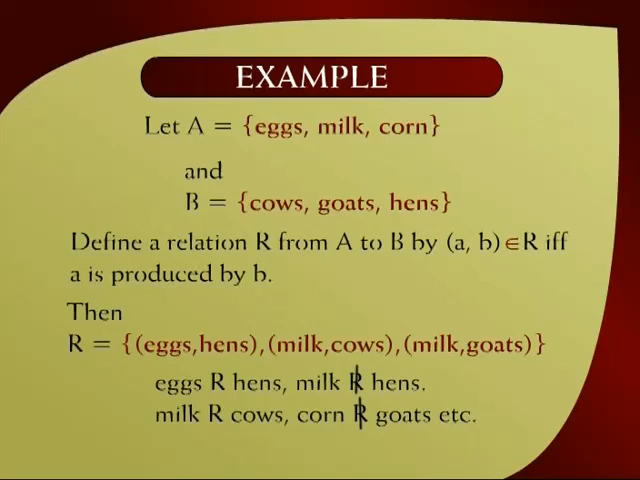 EXAMPLE
Let A = {eggs, milk, corn}
and
B = {cows, goats, hens}
Define a relation R from A to B by (a, b)∈R iff
a is produced by b.
Then
R = {(eggs,hens),(milk,cows),(milk,goats)}
eggs R hens, milk R̸ hens.
milk R cows, corn R̸ goats etc.